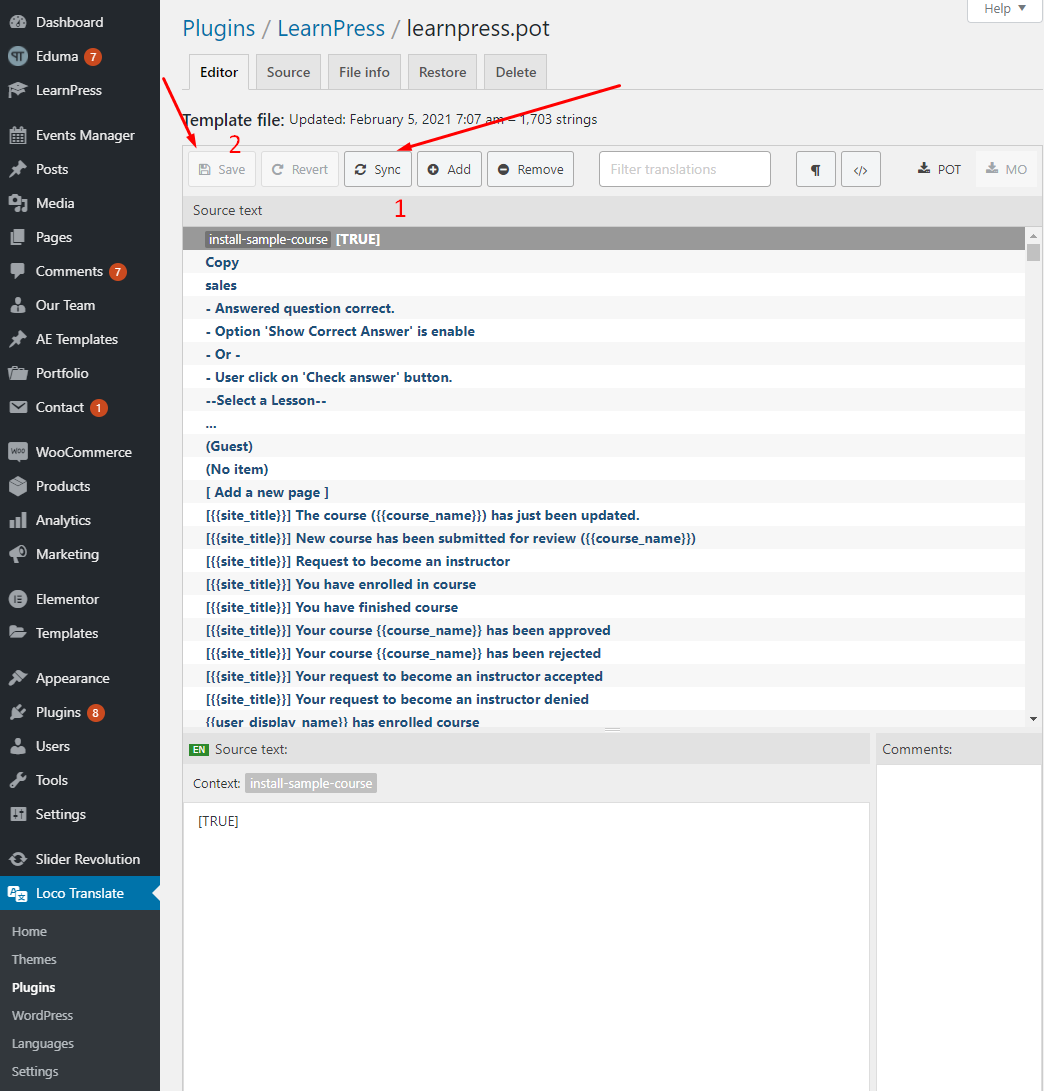 Dashboard
Eduma 7
LearnPress
Events Manager
Posts
Media
Pages
Comments 7
Our Team
AE Templates
Portfolio
Contact 1
WOO WooCommerce
Products
Analytics
Marketing
Elementor
Templates
Appearance
Plugins 8
Users
Tools
Settings
Slider Revolution
Loco Translate
Home
Themes
Plugins
WordPress
Languages
Settings
Help ▼
Plugins / LearnPress / learnpress.pot
Editor Source File info Restore Delete
Template file: Updated: February 5, 2021 7:07 am – 1,703 strings
2
Save Revert Sync Add Remove Filter translations ¶ </> POT MO
1
Source text
install-sample-course [TRUE]
Copy
sales
- Answered question correct.
- Option 'Show Correct Answer' is enable
- Or -
- User click on 'Check answer' button.
--Select a Lesson--
...
(Guest)
(No item)
[ Add a new page ]
[{{site_title}}] The course ({{course_name}}) has just been updated.
[{{site_title}}] New course has been submitted for review ({{course_name}})
[{{site_title}}] Request to become an instructor
[{{site_title}}] You have enrolled in course
[{{site_title}}] You have finished course
[{{site_title}}] Your course {{course_name}} has been approved
[{{site_title}}] Your course {{course_name}} has been rejected
[{{site_title}}] Your request to become an instructor accepted
[{{site_title}}] Your request to become an instructor denied
{{user_display_name}} has enrolled course
EN Source text:
Context: install-sample-course
[TRUE]
Comments: